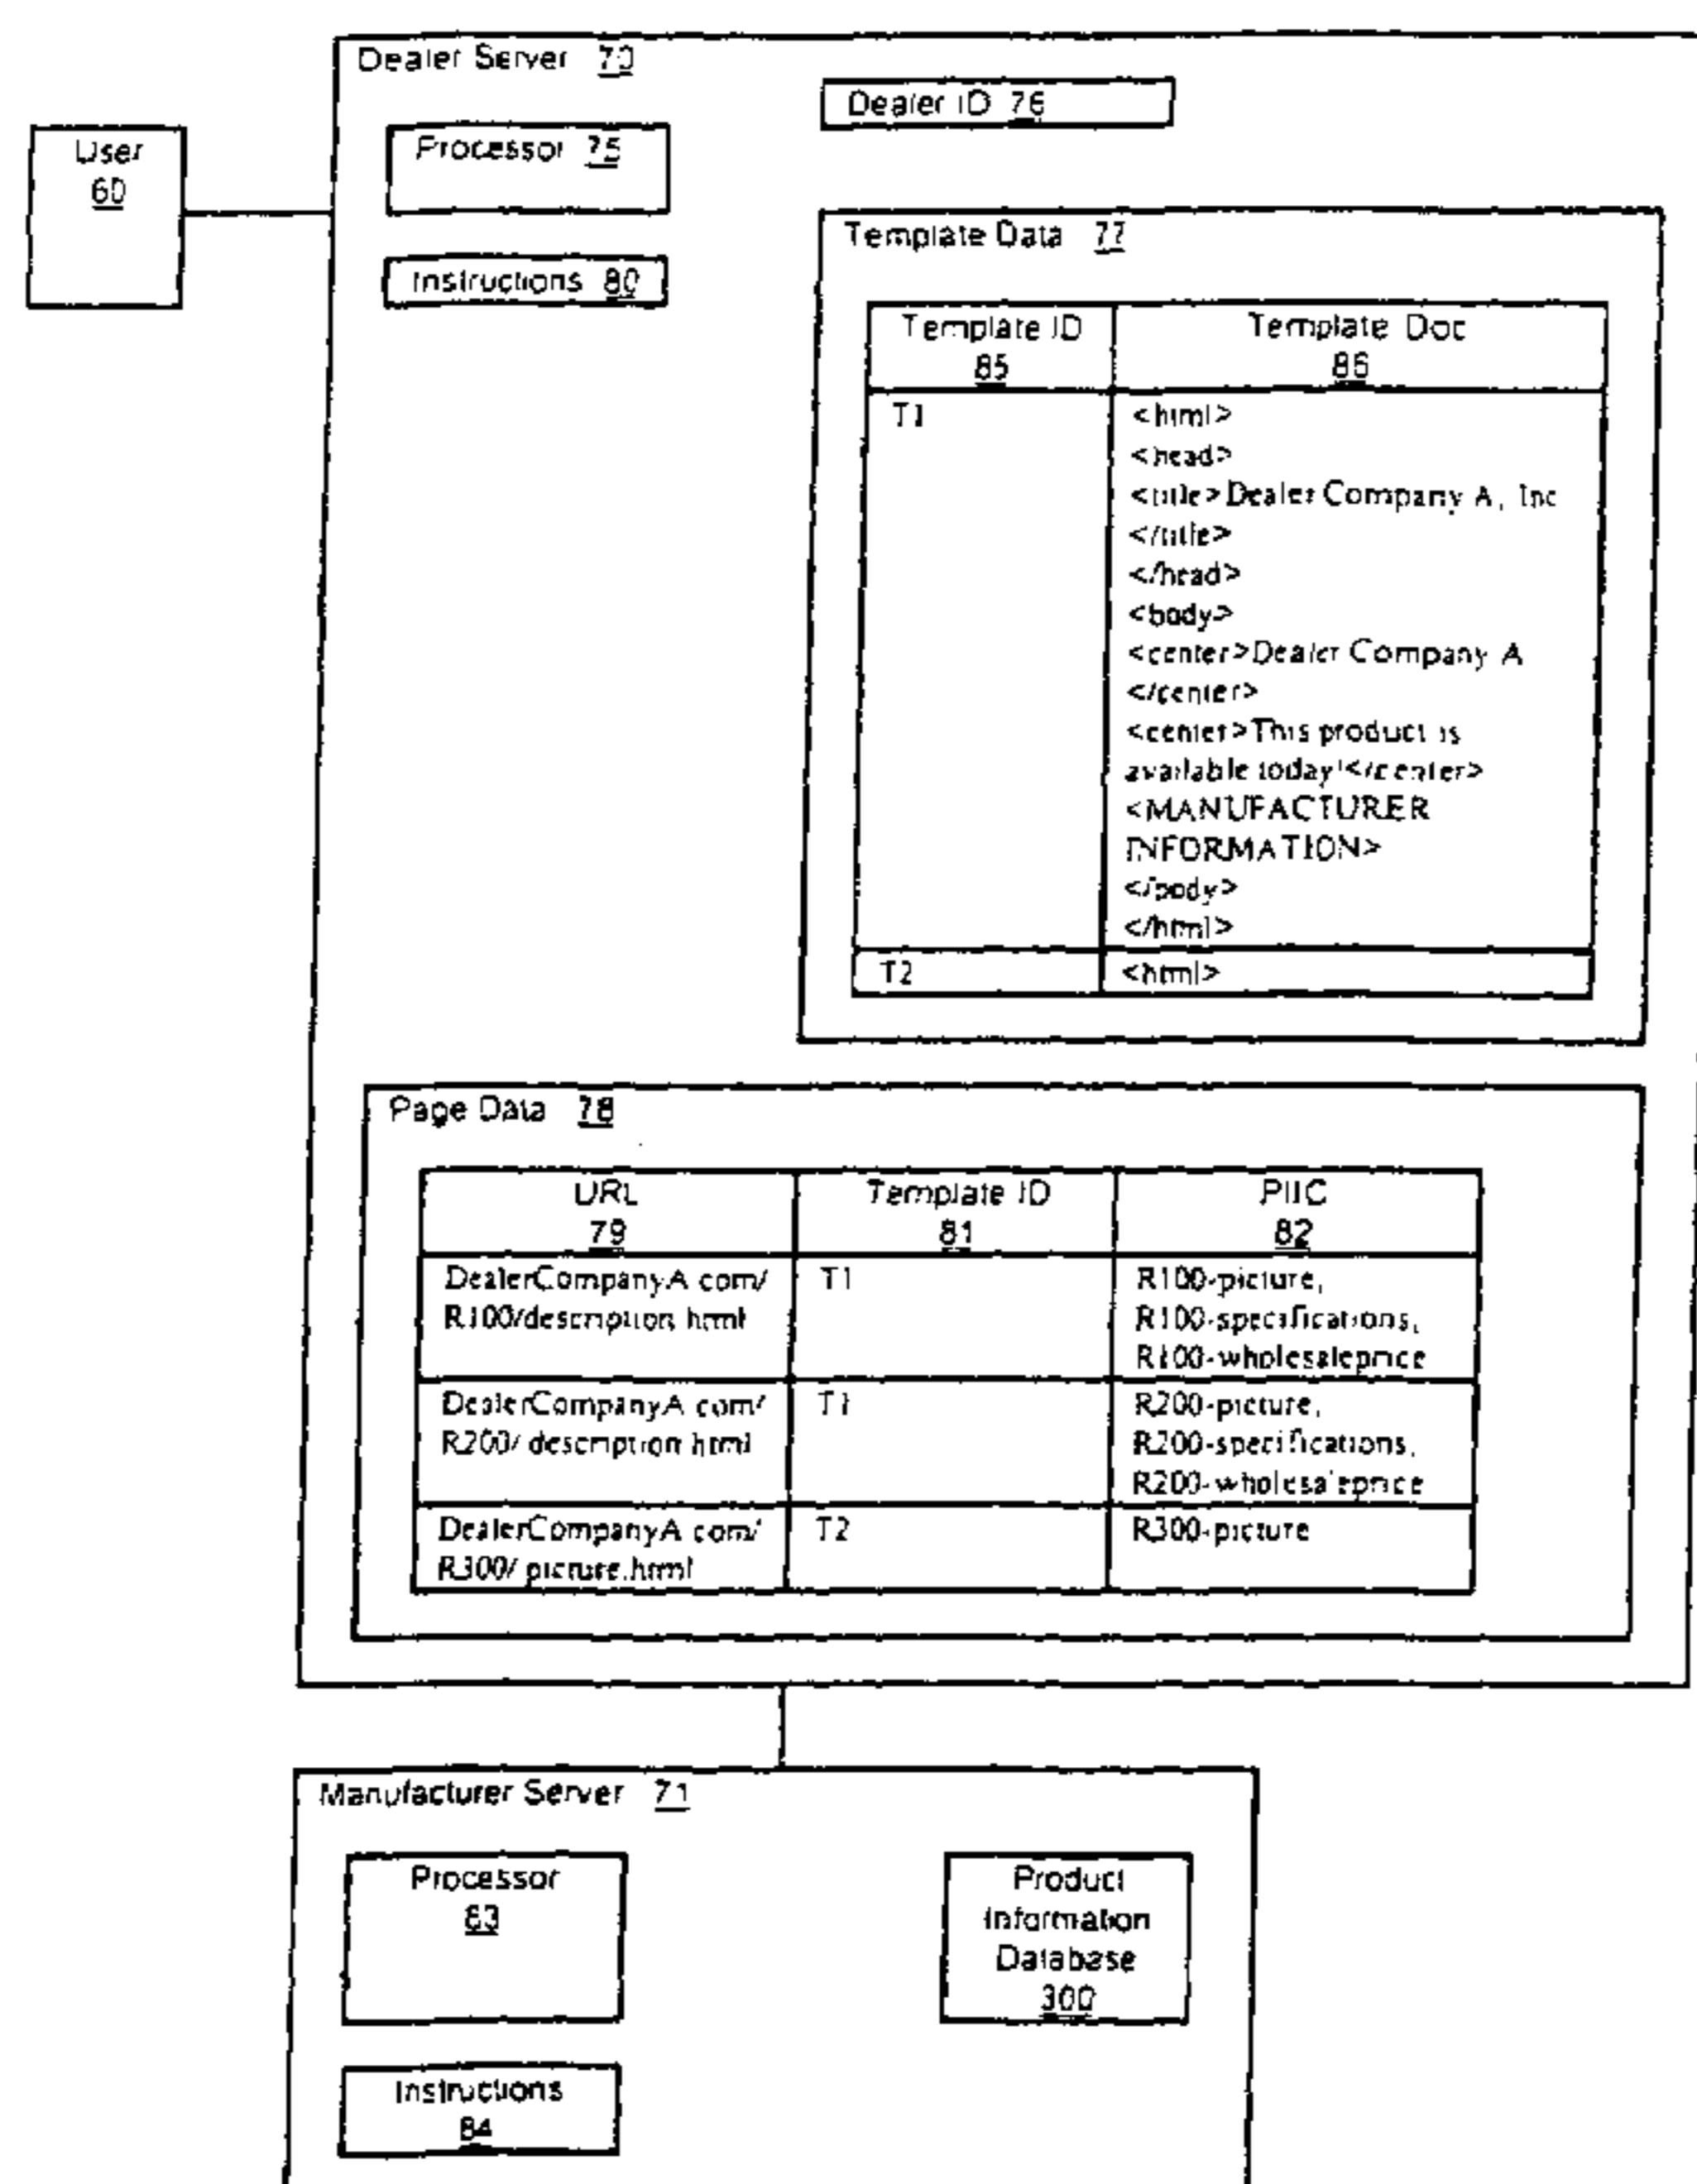 Dealer Server 70
Dealer ID 76
User
60
Processor 75
Instructions 80
Template Data 77
Template ID
85
Template Doc
86
T1
<html>
<head>
<title>Dealer Company A, Inc
</title>
</head>
<body>
<center>Dealer Company A
</center>
<center>This product is
available today!</center>
<MANUFACTURER
INFORMATION>
</body>
</html>
T2
<html>
Page Data 78
URL
79
Template ID
81
PIIC
82
DealerCompanyA com/
R100/description html
T1
R100-picture,
R100-specifications,
R100-wholesaleprice
DealerCompanyA com/
R200/ description html
T1
R200-picture,
R200-specifications,
R200-wholesaleprice
DealerCompanyA com/
R300/ picture.html
T2
R300-picture
Manufacturer Server 71
Processor
83
Product
Information
Database
300
Instructions
84